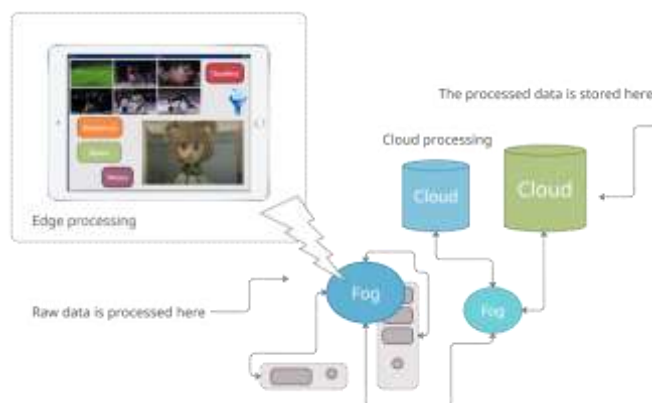 The processed data is stored here
Cloud processing
Cloud
Cloud
Edge processing
Fog
Fog
Raw data is processed here